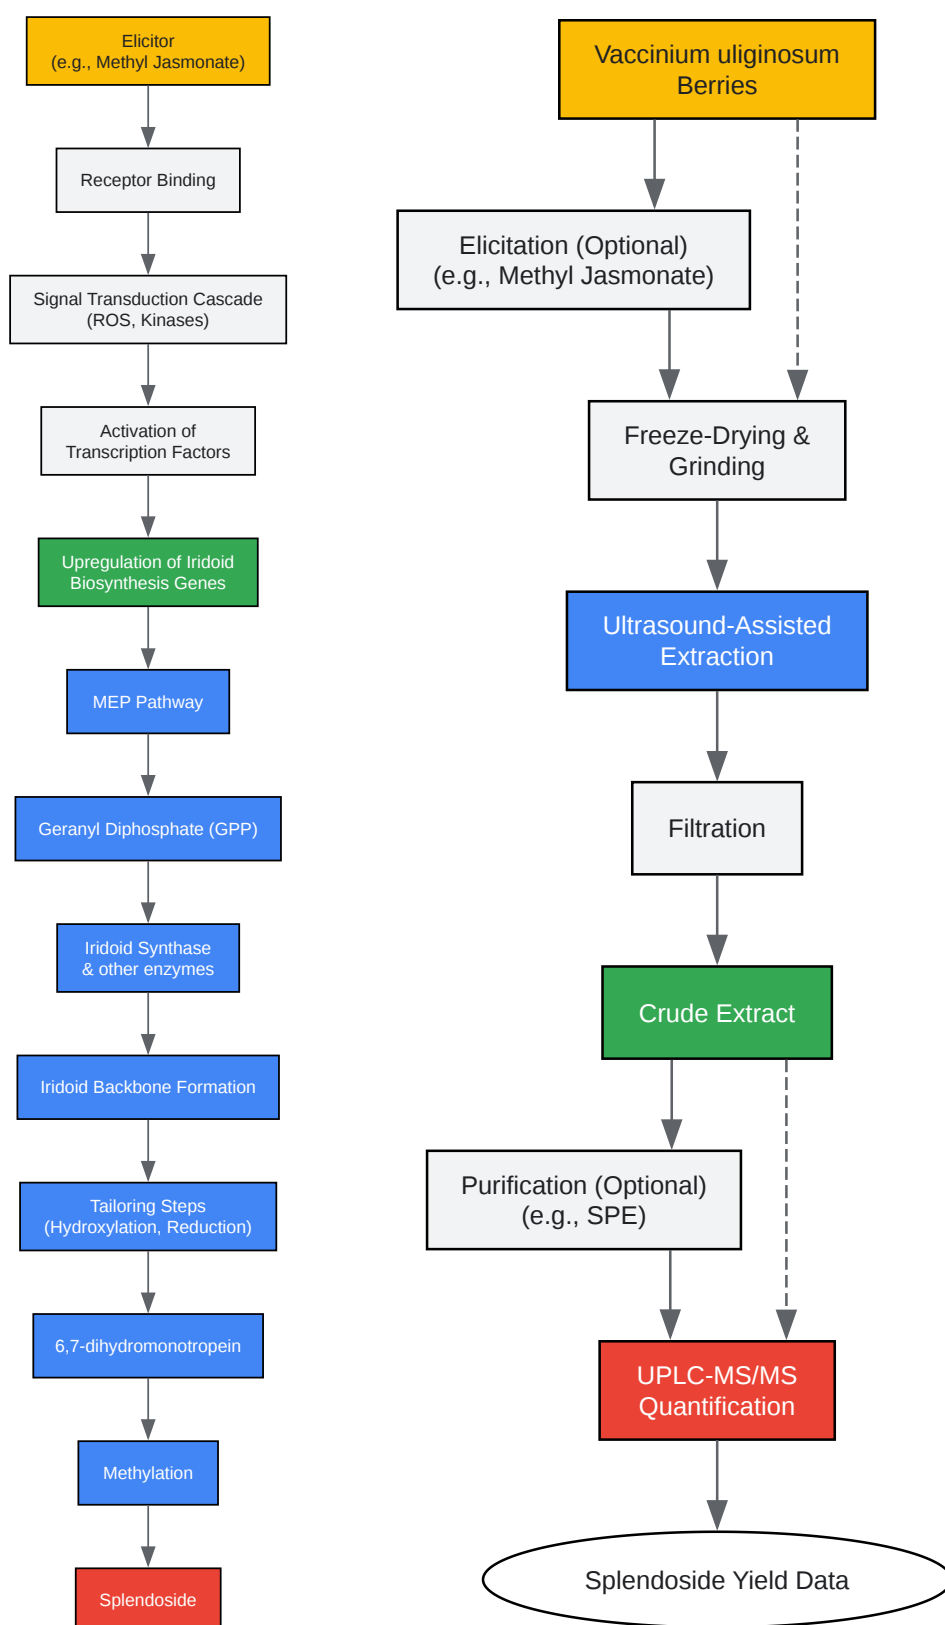 Elicitor
(e.g., Methyl Jasmonate)
Receptor Binding
Signal Transduction Cascade
(ROS, Kinases)
Activation of
Transcription Factors
Upregulation of Iridoid
Biosynthesis Genes
MEP Pathway
Geranyl Diphosphate (GPP)
Iridoid Synthase
& other enzymes
Iridoid Backbone Formation
Tailoring Steps
(Hydroxylation, Reduction)
6,7-dihydromonotropein
Methylation
Splendoside
Vaccinium uliginosum
Berries
Elicitation (Optional)
(e.g., Methyl Jasmonate)
Freeze-Drying &
Grinding
Ultrasound-Assisted
Extraction
Filtration
Crude Extract
Purification (Optional)
(e.g., SPE)
UPLC-MS/MS
Quantification
Splendoside Yield Data